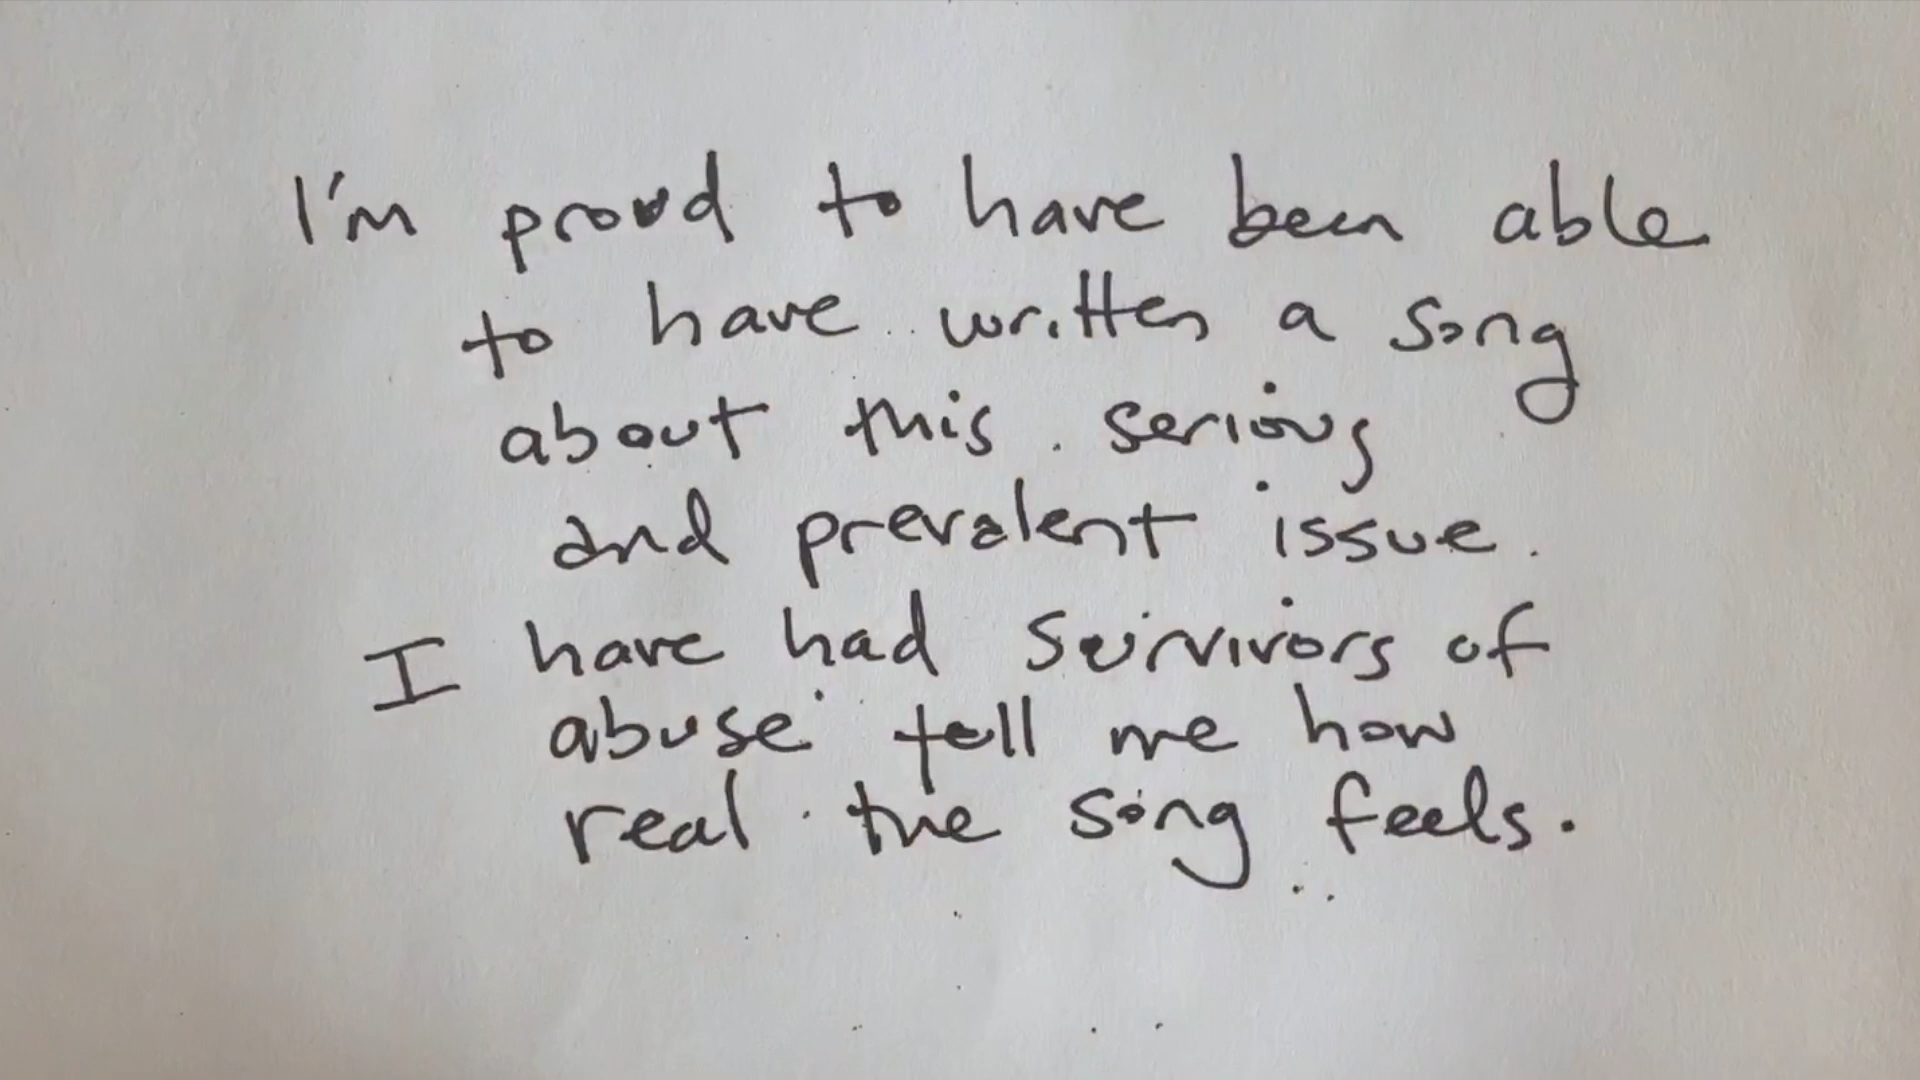 I'm proud to have been able
to have written a song
about this serious
and prevalent issue.
I have had survivors of
abuse tell me how
real the song feels.